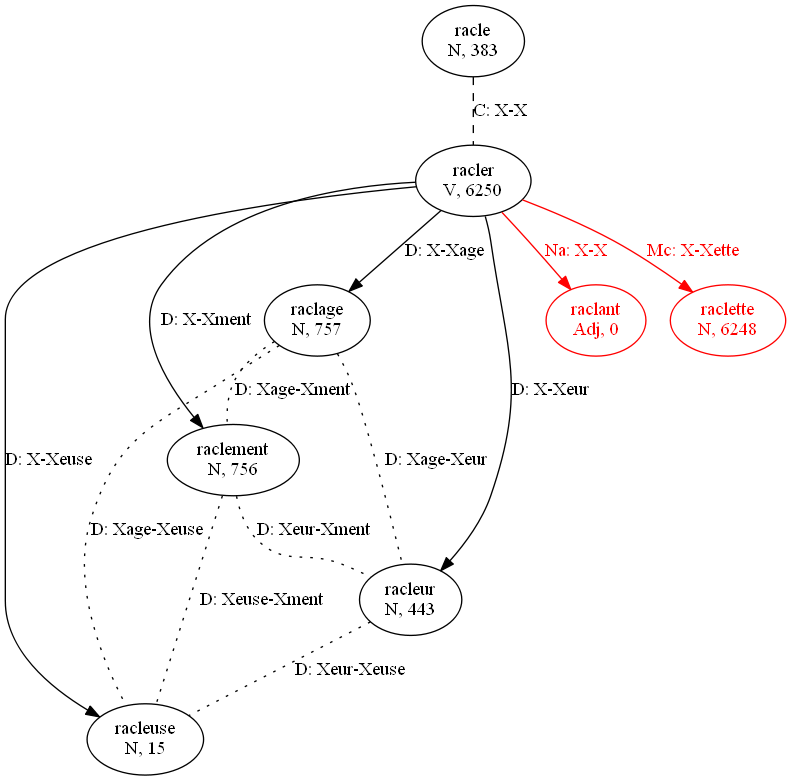 racle
N, 383
C: X-X
racler
V, 6250
D: X-Xage
Na: X-X
Mc: X-Xette
D: X-Xment
raclage
N, 757
raclant
Adj, 0
raclette
N, 6248
D: Xage-Xment
D: X-Xeur
D: X-Xeuse
raclement
N, 756
D: Xage-Xeur
D: Xage-Xeuse
D: Xeur-Xment
D: Xeuse-Xment
racleur
N, 443
D: Xeur-Xeuse
racleuse
N, 15